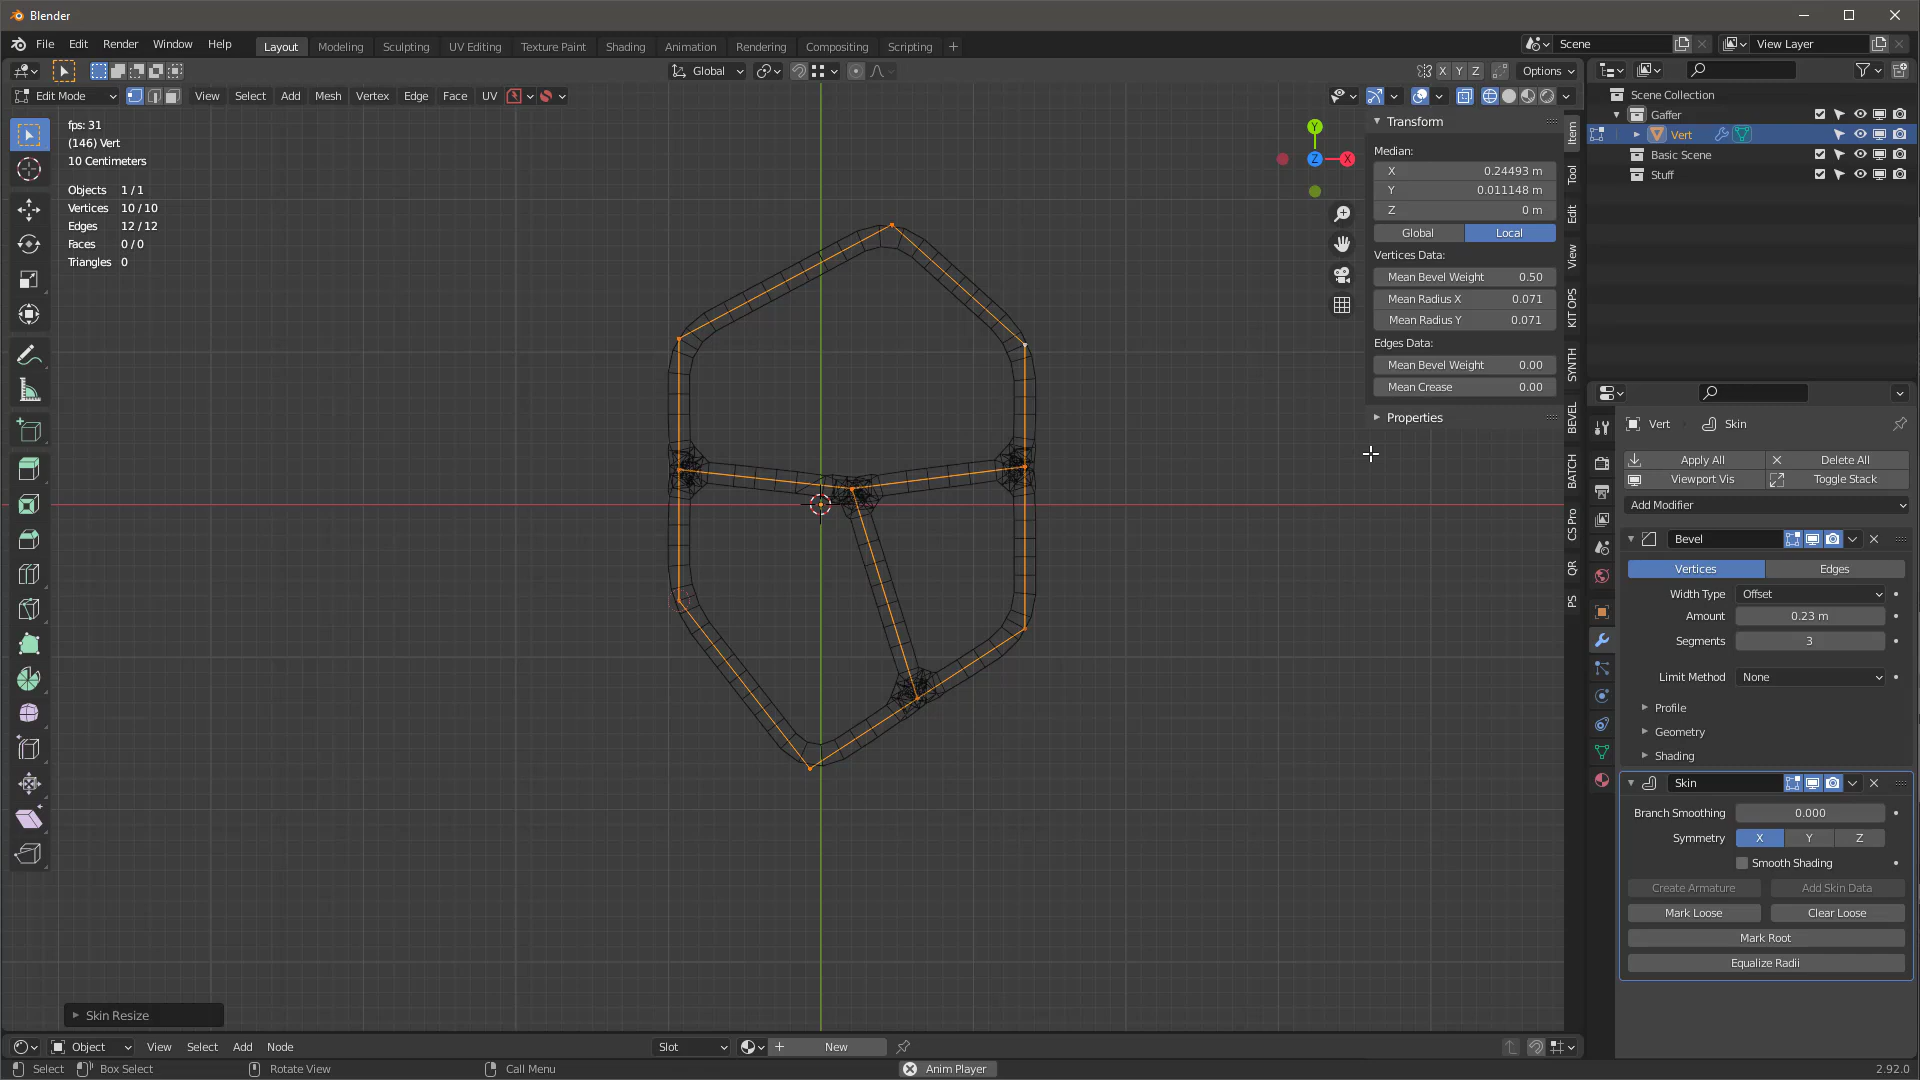 Blender
File Edit Render Window Help Layout Modeling Sculpting UV Editing Texture Paint Shading Animation Rendering Compositing Scripting + Scene View Layer
Global X Y Z Options
Edit Mode View Select Add Mesh Vertex Edge Face UV
fps: 31
(146) Vert
10 Centimeters
Objects 1 / 1
Vertices 10 / 10
Edges 12 / 12
Faces 0 / 0
Triangles 0
Y
Z X
Transform
Median:
X 0.24493 m
Y 0.011148 m
Z 0 m
Global Local
Vertices Data:
Mean Bevel Weight 0.50
Mean Radius X 0.071
Mean Radius Y 0.071
Edges Data:
Mean Bevel Weight 0.00
Mean Crease 0.00
Properties
Item
Tool
Edit
View
KIT OPS
SYNTH
BEVEL
BATCH
CS Pro
QR
PS
Scene Collection
Gaffer
Vert
Basic Scene
Stuff
Vert Skin
Apply All Delete All
Viewport Vis Toggle Stack
Add Modifier
Bevel
Vertices Edges
Width Type Offset
Amount 0.23 m
Segments 3
Limit Method None
Profile
Geometry
Shading
Skin
Branch Smoothing 0.000
Symmetry X Y Z
Smooth Shading
Create Armature Add Skin Data
Mark Loose Clear Loose
Mark Root
Equalize Radii
Skin Resize
Object View Select Add Node Slot New
Select Box Select Rotate View Call Menu Anim Player 2.92.0